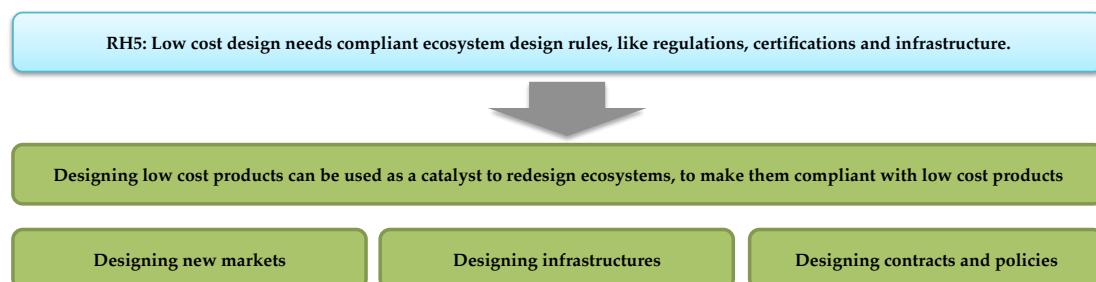 RH5: Low cost design needs compliant ecosystem design rules, like regulations, certifications and infrastructure.
Designing low cost products can be used as a catalyst to redesign ecosystems, to make them compliant with low cost products
Designing new markets
Designing infrastructures
Designing contracts and policies